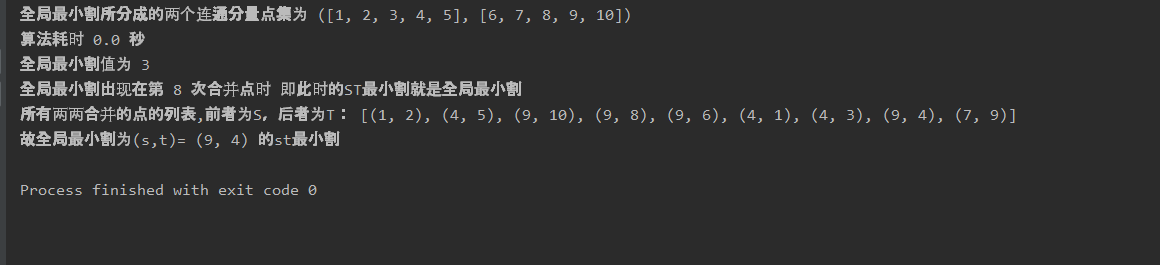 全局最小割所分成的两个连通分量点集为 ([1, 2, 3, 4, 5], [6, 7, 8, 9, 10])
算法耗时 0.0 秒
全局最小割值为 3
全局最小割出现在第 8 次合并点时 即此时的ST最小割就是全局最小割
所有两两合并的点的列表,前者为S，后者为T： [(1, 2), (4, 5), (9, 10), (9, 8), (9, 6), (4, 1), (4, 3), (9, 4), (7, 9)]
故全局最小割为(s,t)= (9, 4) 的st最小割
Process finished with exit code 0